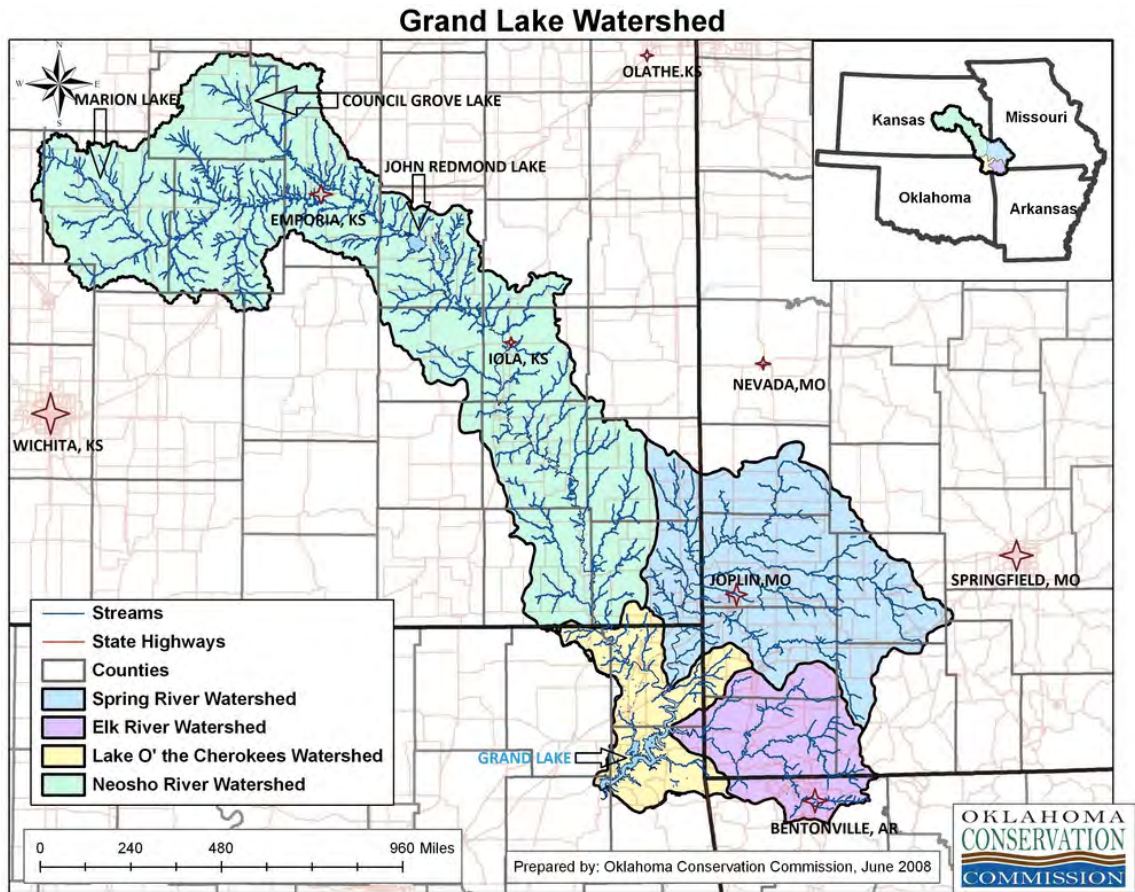 Grand Lake Watershed
N
W
E
S
MARION LAKE
COUNCIL GROVE LAKE
OLATHE.KS
JOHN REDMOND LAKE
EMPORIA, KS
Kansas
Missouri
Oklahoma
Arkansas
IOLA, KS
NEVADA,MO
WICHITA, KS
JOPLIN,MO
SPRINGFIELD, MO
Streams
State Highways
Counties
Spring River Watershed
Elk River Watershed
Lake O' the Cherokees Watershed
Neosho River Watershed
GRAND LAKE
BENTONVILLE, AR
0 240 480 960 Miles
Prepared by: Oklahoma Conservation Commission, June 2008
OKLAHOMA
CONSERVATION
COMMISSION